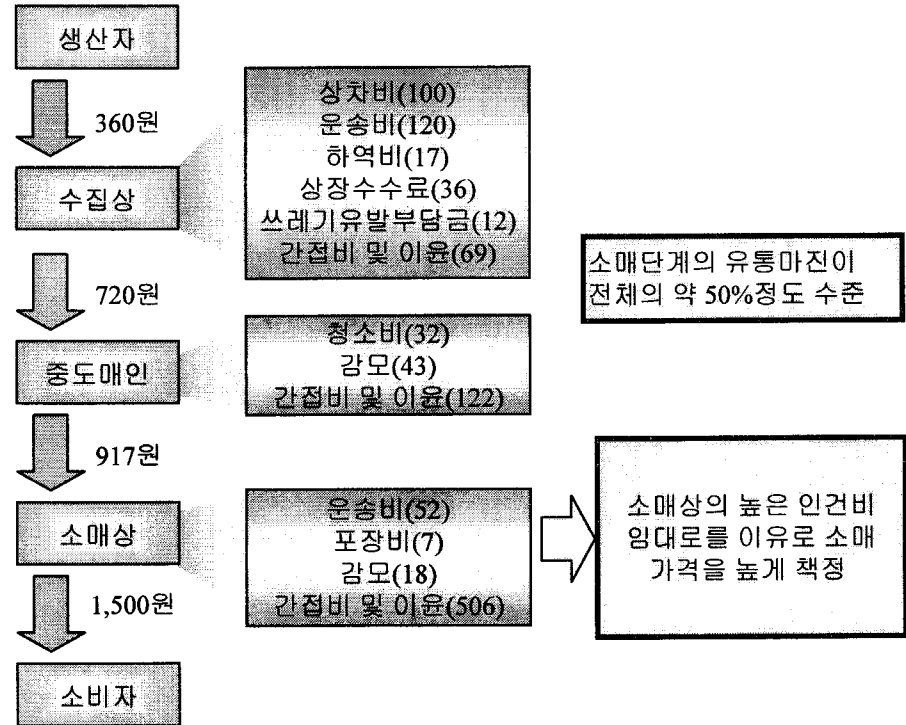 생산자
360원
수집상
상차비(100)
운송비(120)
하역비(17)
상장수수료(36)
쓰레기유발부담금(12)
간접비 및 이윤(69)
720원
중도매인
청소비(32)
감모(43)
간접비 및 이윤(122)
소매단계의 유통마진이
전체의 약 50%정도 수준
917원
소매상
운송비(52)
포장비(7)
감모(18)
간접비 및 이윤(506)
소매상의 높은 인건비
임대로를 이유로 소매
가격을 높게 책정
1,500원
소비자